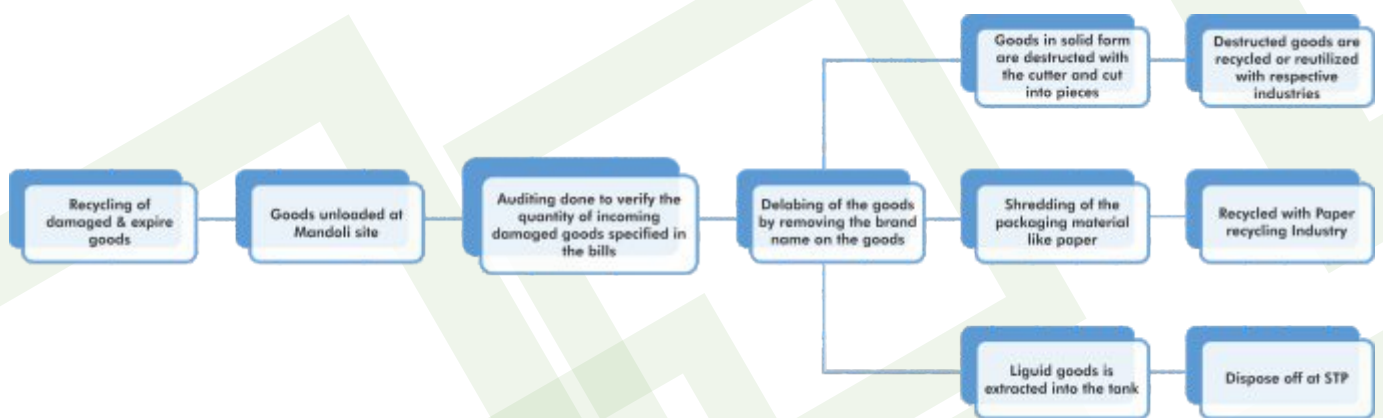 Recycling of
damaged & expire
goods
Goods unloaded at
Mandoli site
Auditing done to verify the
quantity of incoming
damaged goods specified in
the bills
Delabing of the goods
by removing the brand
name on the goods
Goods in solid form
are destructed with
the cutter and cut
into pieces
Destructed goods are
recycled or reutilized
with respective
industries
Shredding of the
packaging material
like paper
Recycled with Paper
recycling Industry
Liguid goods is
extracted into the tank
Dispose off at STP